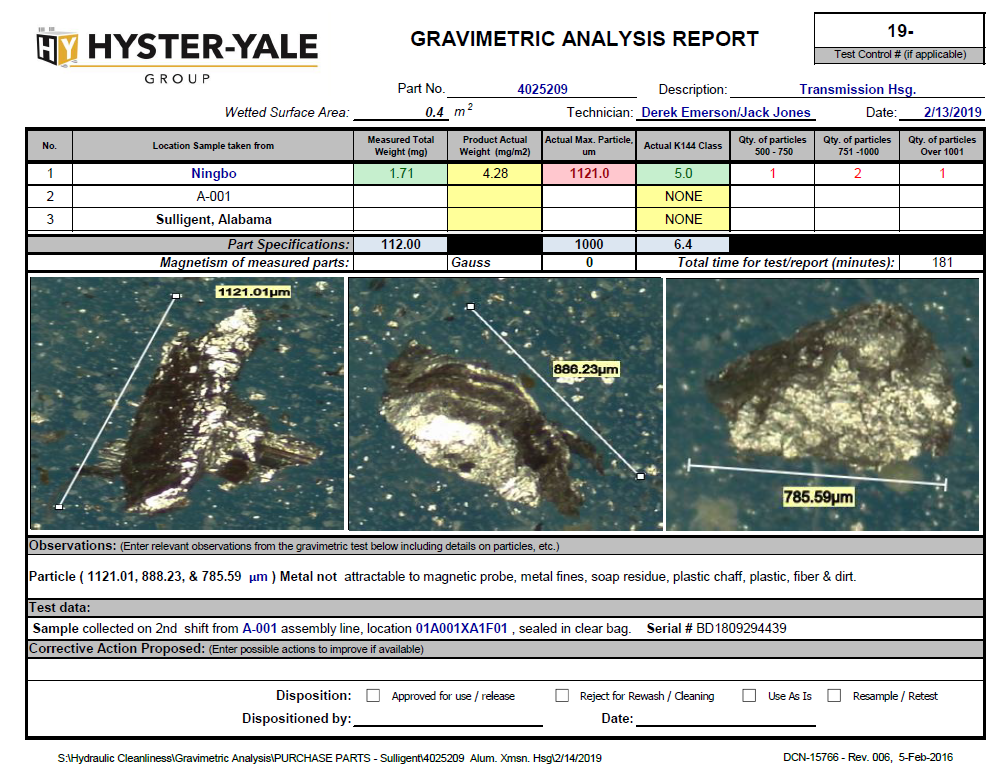 HYSTER-YALE
GROUP
GRAVIMETRIC ANALYSIS REPORT
19-
Test Control # (if applicable)
Part No. 4025209 Description: Transmission Hsg.
Wetted Surface Area: 0.4 m 2 Technician: Derek Emerson/Jack Jones Date: 2/13/2019
No. Location Sample taken from Measured Total Weight (mg) Product Actual Weight (mg/m2) Actual Max. Particle, um Actual K144 Class Qty. of particles 500 - 750 Qty. of particles 751 -1000 Qty. of particles Over 1001
1 Ningbo 1.71 4.28 1121.0 5.0 1 2 1
2 A-001 NONE
3 Sulligent, Alabama NONE
Part Specifications: 112.00 1000 6.4
Magnetism of measured parts: Gauss 0 Total time for test/report (minutes): 181
1121.01µm
886.23µm
785.59µm
Observations: (Enter relevant observations from the gravimetric test below including details on particles, etc.)
Particle ( 1121.01, 888.23, & 785.59 µm ) Metal not attractable to magnetic probe, metal fines, soap residue, plastic chaff, plastic, fiber & dirt.
Test data:
Sample collected on 2nd shift from A-001 assembly line, location 01A001XA1F01 , sealed in clear bag. Serial # BD1809294439
Corrective Action Proposed: (Enter possible actions to improve if available)
Disposition: Approved for use / release Reject for Rewash / Cleaning Use As Is Resample / Retest
Dispositioned by: Date:
S:\Hydraulic Cleanliness\Gravimetric Analysis\PURCHASE PARTS - Sulligent\4025209 Alum. Xmsn. Hsg\2/14/2019 DCN-15766 - Rev. 006, 5-Feb-2016